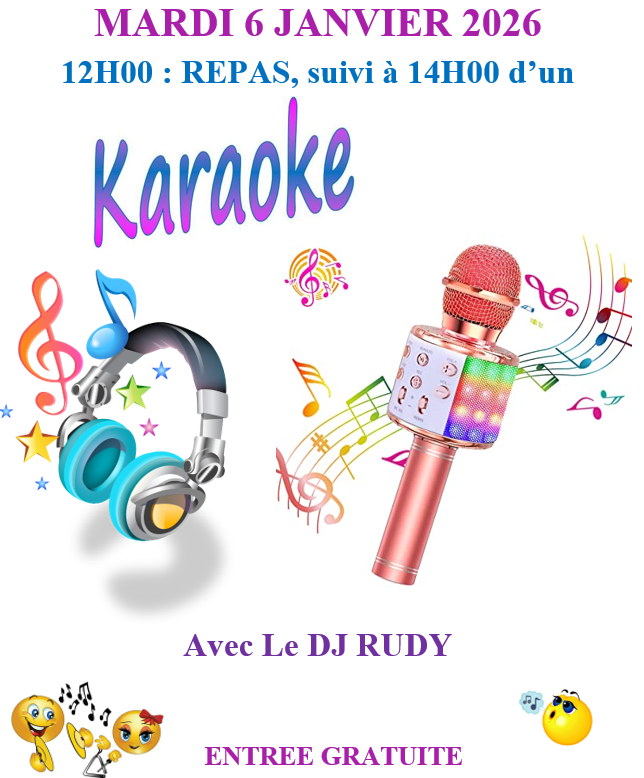 MARDI 6 JANVIER 2026
12H00 : REPAS, suivi à 14H00 d’un
Karaoke
Avec Le DJ RUDY
ENTREE GRATUITE